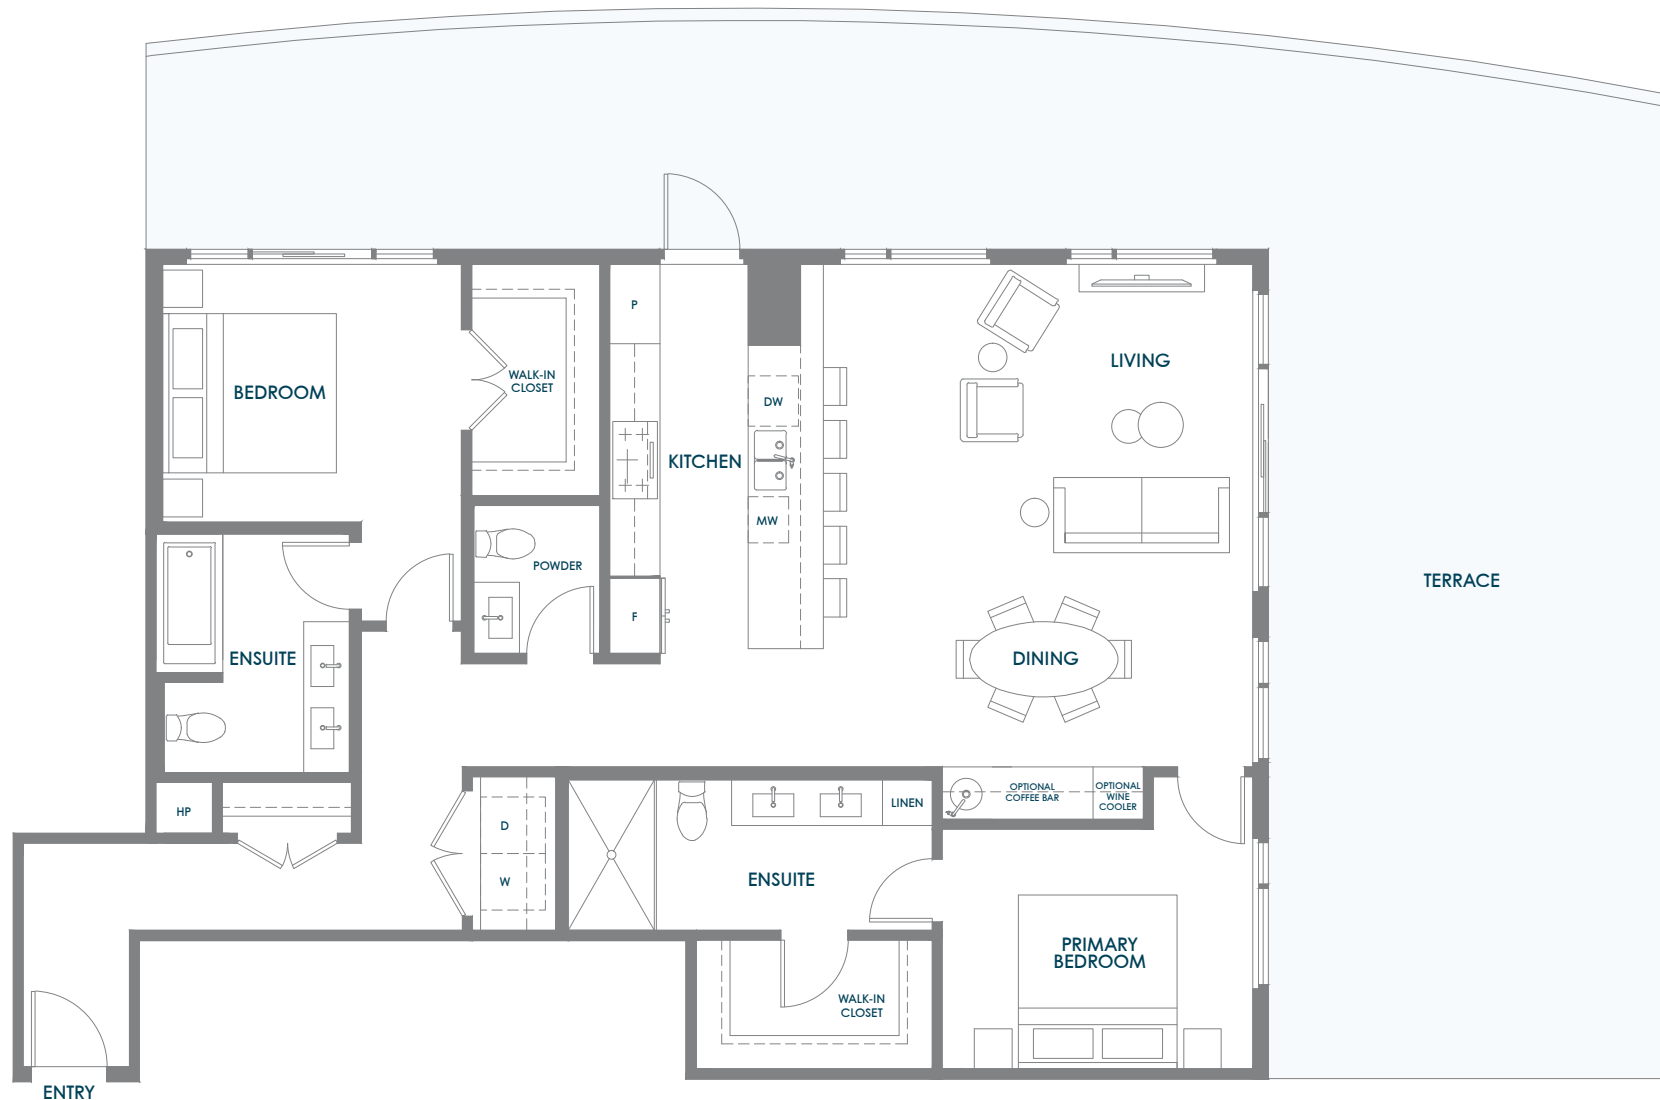 P
LIVING
WALK-IN
CLOSET
BEDROOM
DW
KITCHEN
MW
POWDER
TERRACE
F
ENSUITE
DINING
OPTIONAL
COFFEE BAR
OPTIONAL
WINE
COOLER
LINEN
HP
D
W
ENSUITE
PRIMARY
BEDROOM
WALK-IN
CLOSET
ENTRY